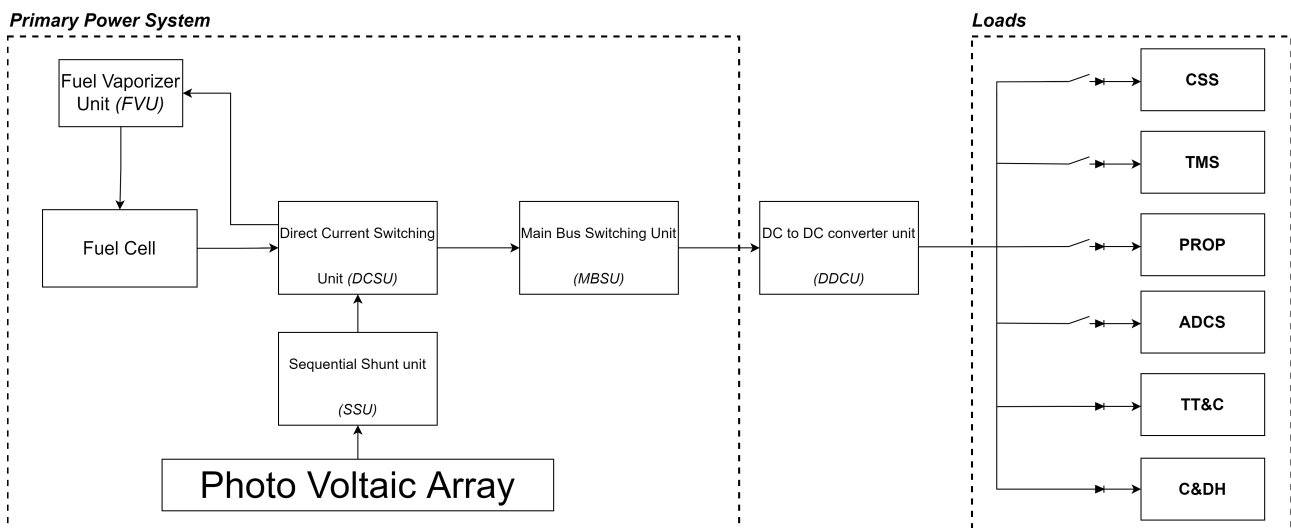 Primary Power System
Loads
Fuel Vaporizer
Unit (FVU)
CSS
TMS
Fuel Cell
Direct Current Switching
Unit (DCSU)
Main Bus Switching Unit
(MBSU)
DC to DC converter unit
(DDCU)
PROP
ADCS
Sequential Shunt unit
(SSU)
TT&C
Photo Voltaic Array
C&DH